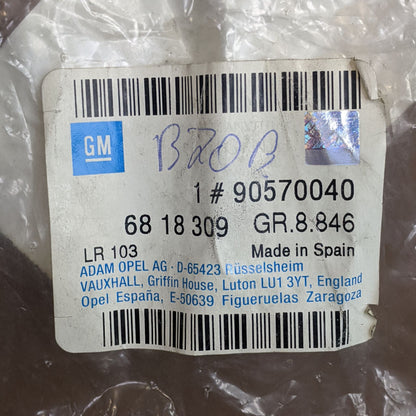 GM
B20B
1 # 90570040
68 18 309 GR.8.846
LR 103 Made in Spain
ADAM OPEL AG · D-65423 Rüsselsheim
VAUXHALL, Griffin House, Luton LU1 3YT, England
Opel España, E-50639 Figueruelas Zaragoza